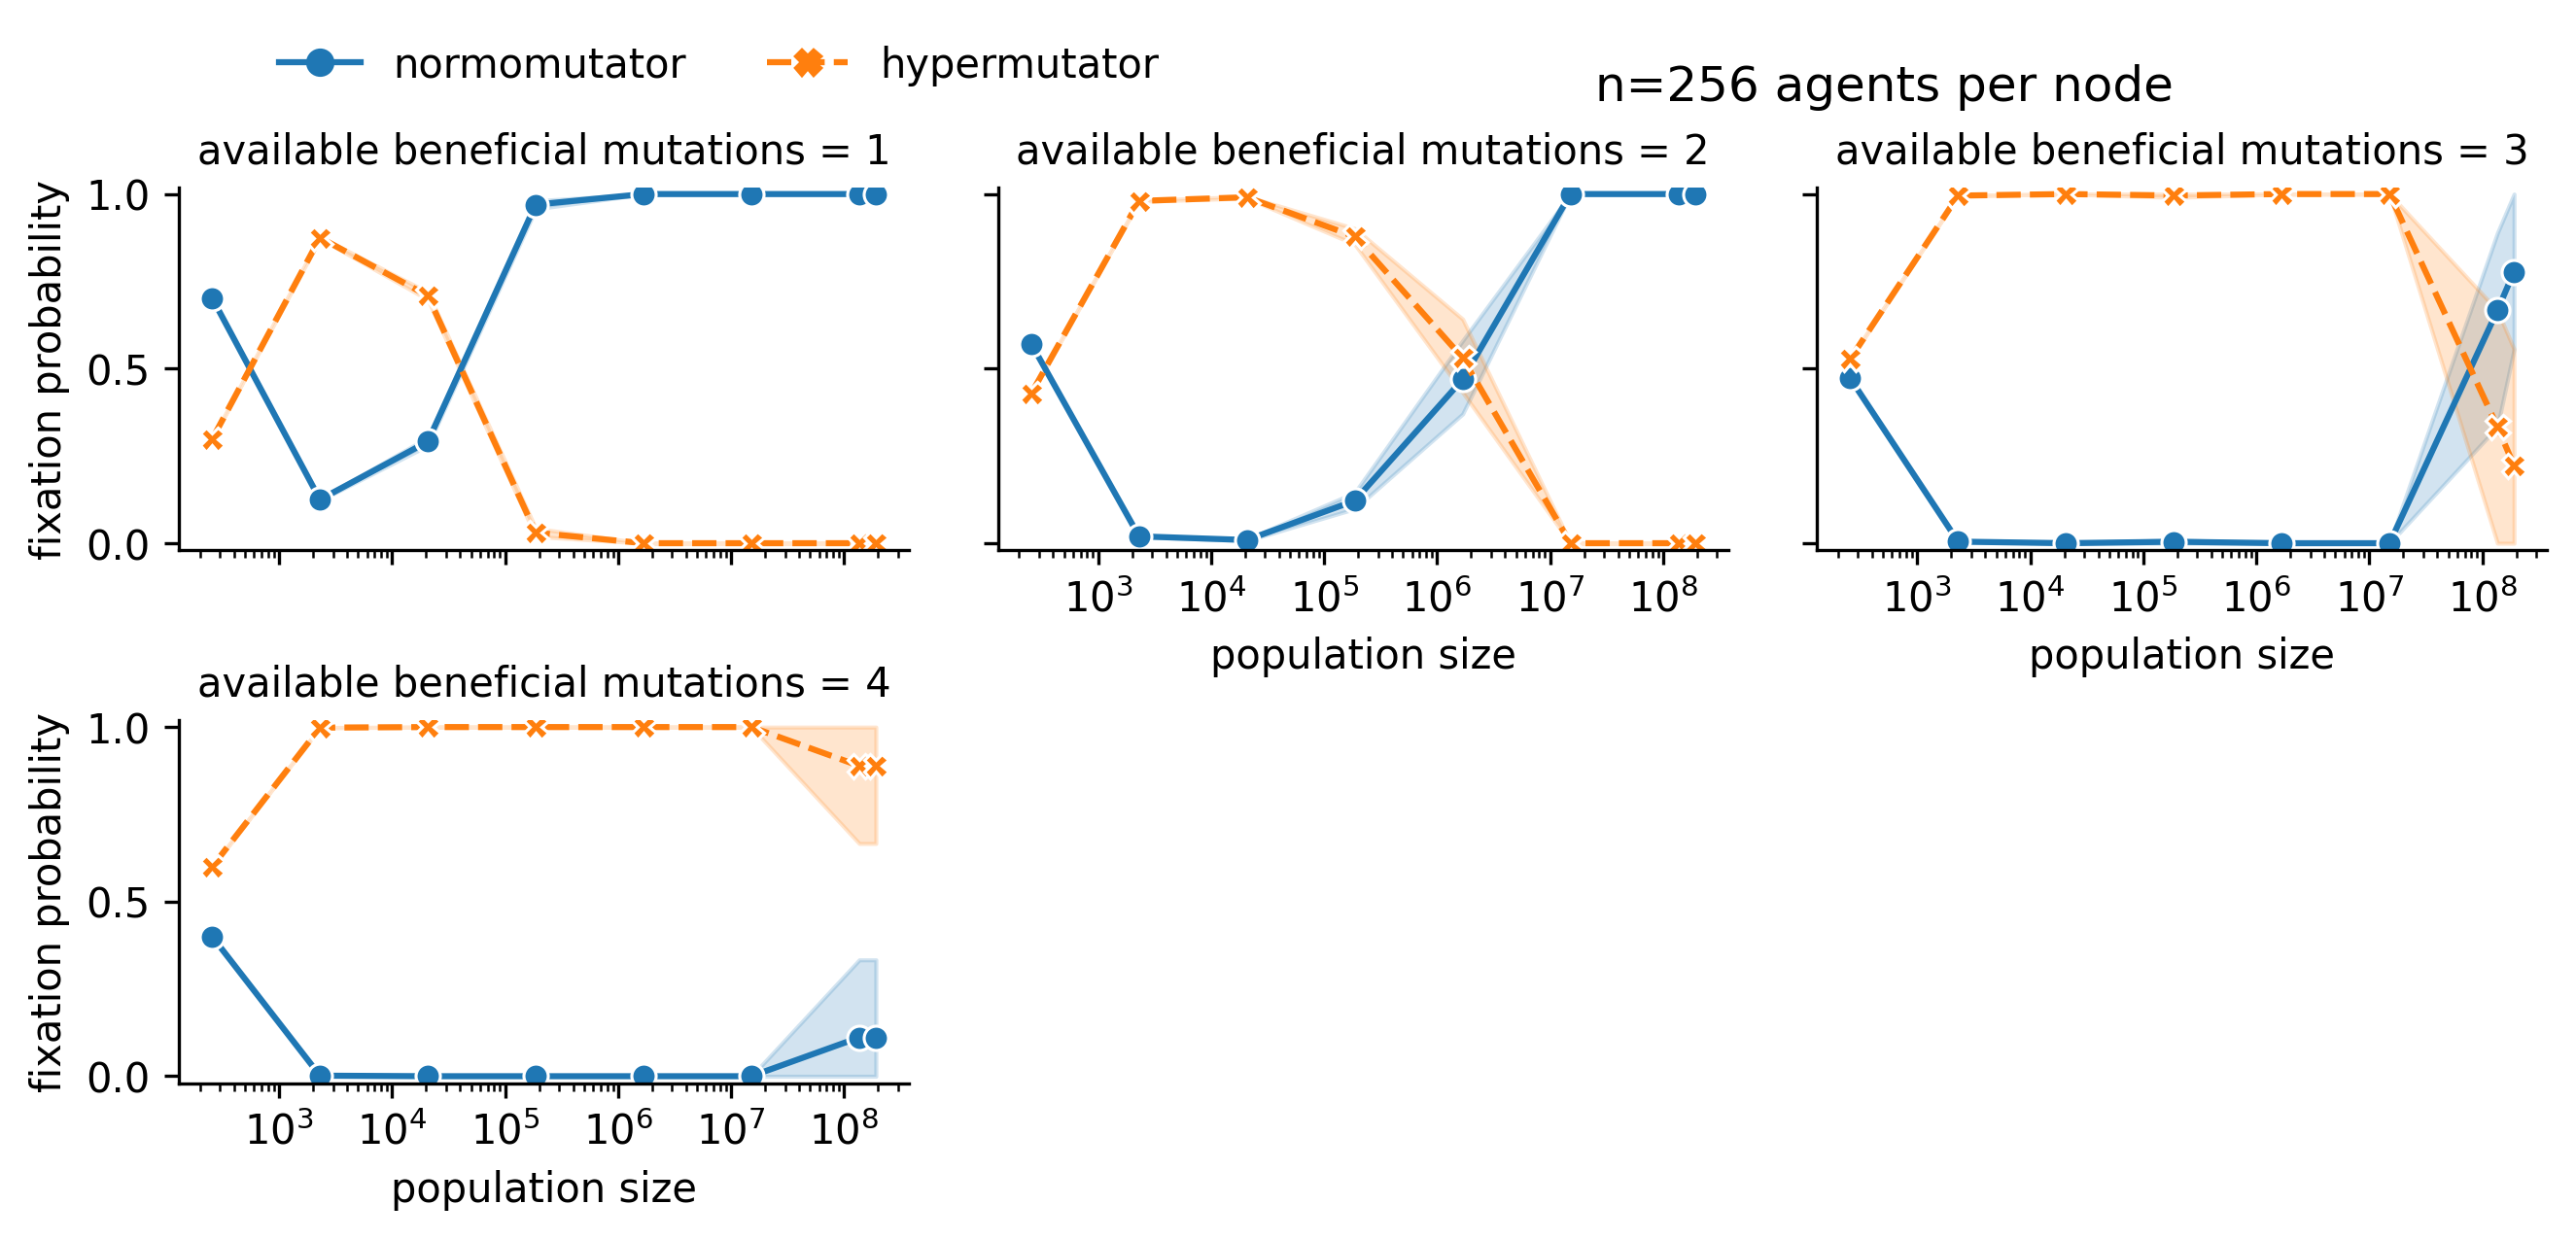 normomutator
hypermutator
n=256 agents per node
available beneficial mutations = 1
available beneficial mutations = 2
available beneficial mutations = 3
fixation probability
1.0
0.5
0.0
10³ 10⁴ 10⁵ 10⁶ 10⁷ 10⁸
population size
10³ 10⁴ 10⁵ 10⁶ 10⁷ 10⁸
population size
available beneficial mutations = 4
fixation probability
1.0
0.5
0.0
10³ 10⁴ 10⁵ 10⁶ 10⁷ 10⁸
population size